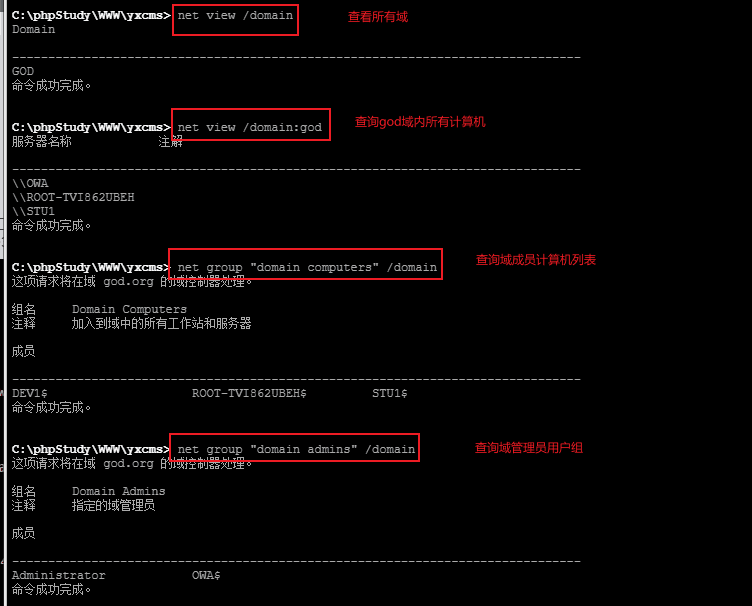 C:\phpStudy\WWW\yxcms> net view /domain 查看所有域
Domain
-------------------------------------------------------------------------------
GOD
命令成功完成。
C:\phpStudy\WWW\yxcms> net view /domain:god 查询god域内所有计算机
服务器名称 注解
-------------------------------------------------------------------------------
\\OWA
\\ROOT-TVI862UBEH
\\STU1
命令成功完成。
C:\phpStudy\WWW\yxcms> net group "domain computers" /domain 查询域成员计算机列表
这项请求将在域 god.org 的域控制器处理。
组名 Domain Computers
注释 加入到域中的所有工作站和服务器
成员
-------------------------------------------------------------------------------
DEV1$ ROOT-TVI862UBEH$ STU1$
命令成功完成。
C:\phpStudy\WWW\yxcms> net group "domain admins" /domain 查询域管理员用户组
这项请求将在域 god.org 的域控制器处理。
组名 Domain Admins
注释 指定的域管理员
成员
-------------------------------------------------------------------------------
Administrator OWA$
命令成功完成。